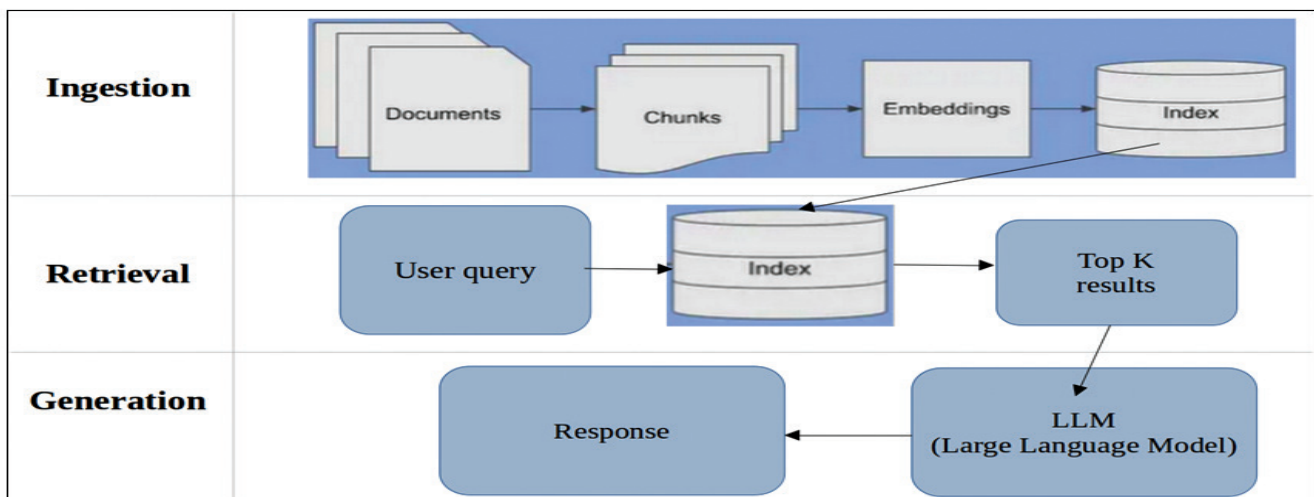 Ingestion
Documents
Chunks
Embeddings
Index
Retrieval
User query
Index
Top K
results
Generation
Response
LLM
(Large Language Model)